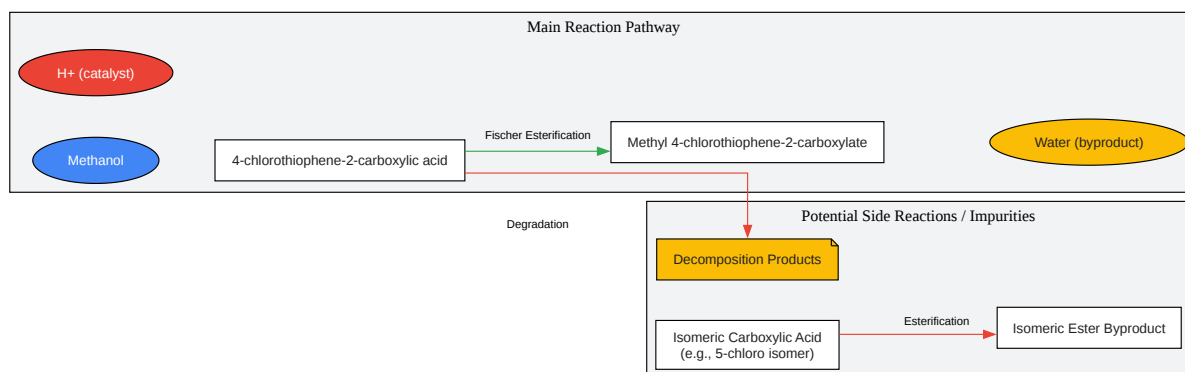 Main Reaction Pathway
H+ (catalyst)
Methanol
4-chlorothiophene-2-carboxylic acid
Fischer Esterification
Methyl 4-chlorothiophene-2-carboxylate
Water (byproduct)
Degradation
Potential Side Reactions / Impurities
Decomposition Products
Isomeric Carboxylic Acid
(e.g., 5-chloro isomer)
Esterification
Isomeric Ester Byproduct